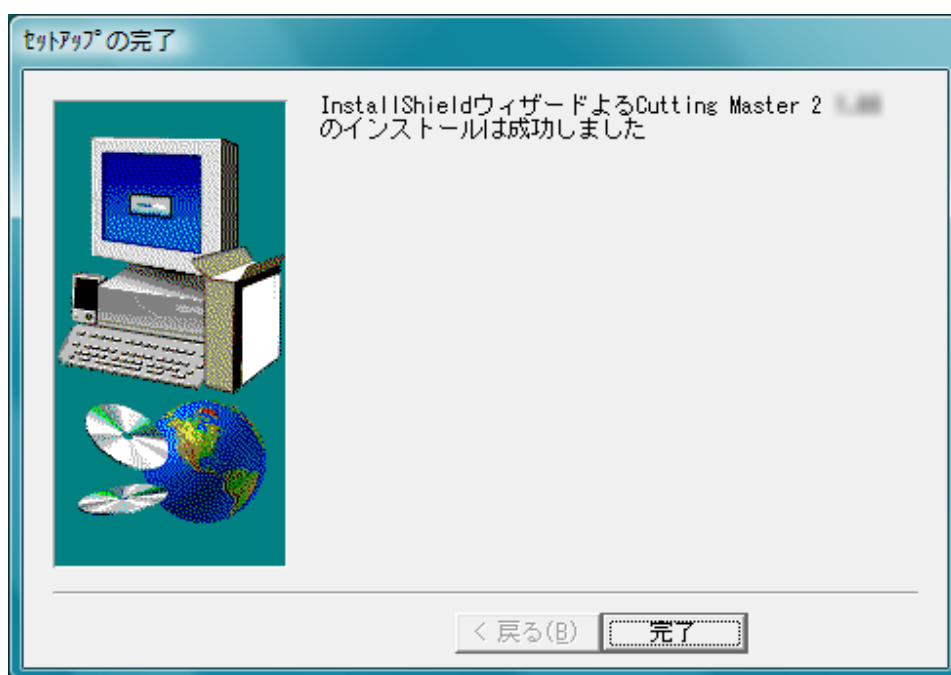 ｾｯﾄｱｯﾌﾟの完了
InstallShieldウィザードよるCutting Master 2
のインストールは成功しました
< 戻る(B)
完了